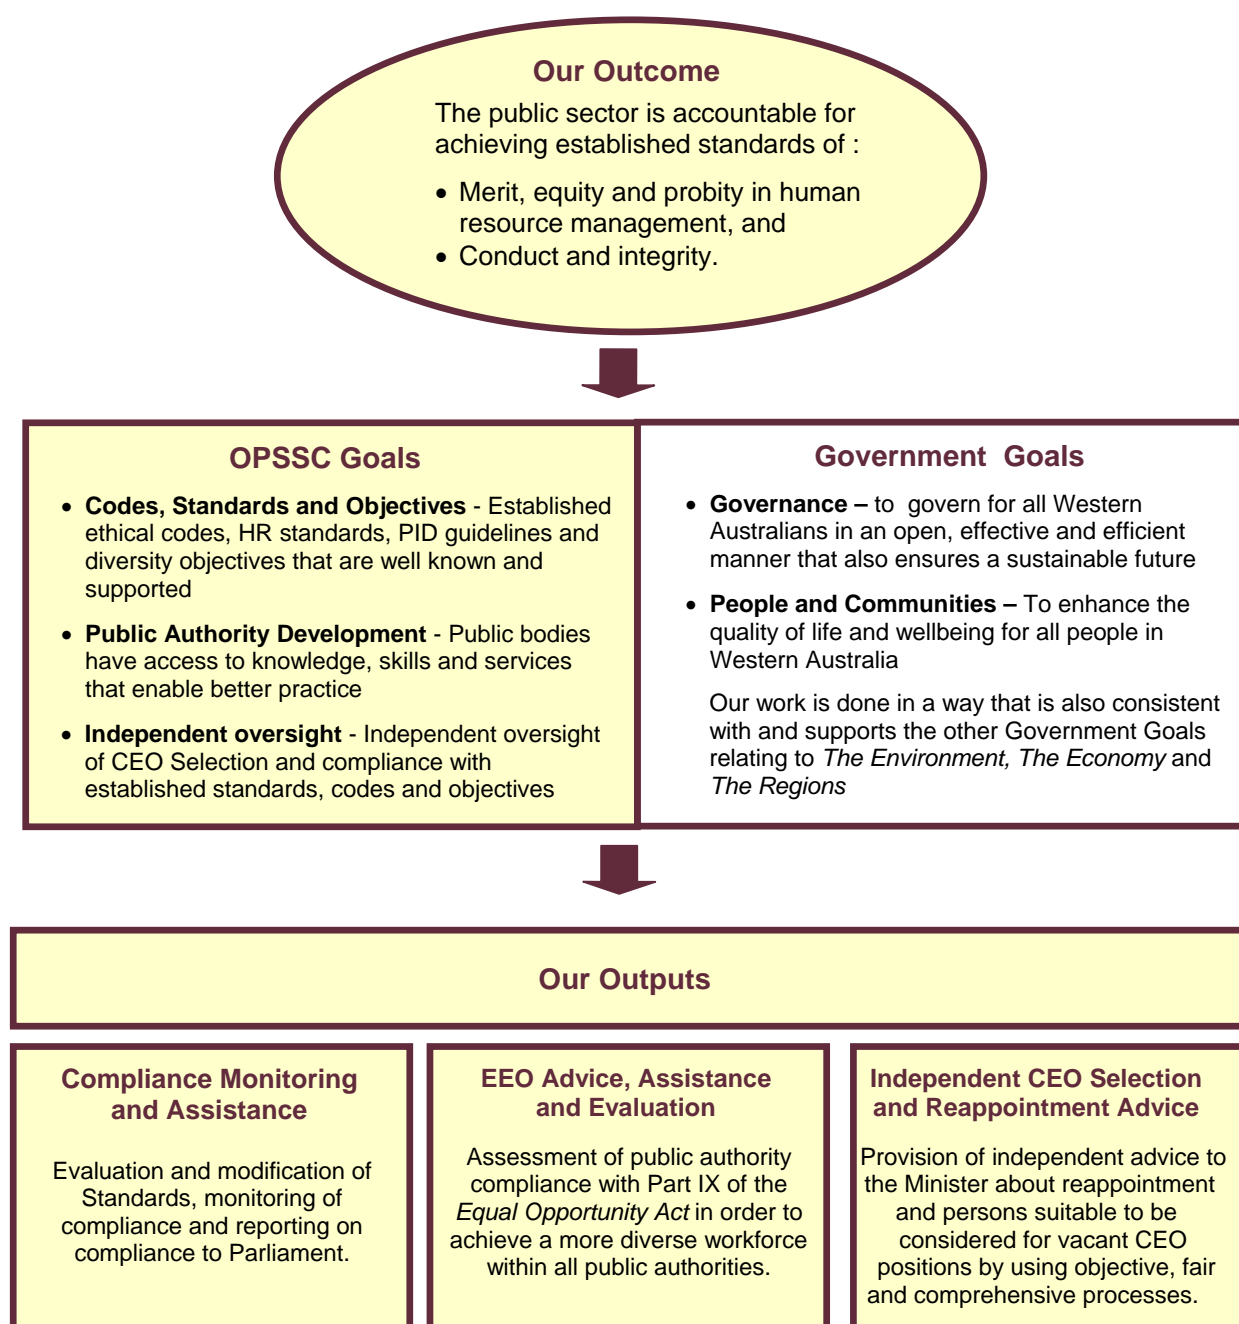 Our Outcome
The public sector is accountable for
achieving established standards of :
• Merit, equity and probity in human
resource management, and
• Conduct and integrity.
OPSSC Goals
• Codes, Standards and Objectives - Established
ethical codes, HR standards, PID guidelines and
diversity objectives that are well known and
supported
• Public Authority Development - Public bodies
have access to knowledge, skills and services
that enable better practice
• Independent oversight - Independent oversight
of CEO Selection and compliance with
established standards, codes and objectives
Government Goals
• Governance – to govern for all Western
Australians in an open, effective and efficient
manner that also ensures a sustainable future
• People and Communities – To enhance the
quality of life and wellbeing for all people in
Western Australia
Our work is done in a way that is also consistent
with and supports the other Government Goals
relating to The Environment, The Economy and
The Regions
Our Outputs
Compliance Monitoring
and Assistance
Evaluation and modification of
Standards, monitoring of
compliance and reporting on
compliance to Parliament.
EEO Advice, Assistance
and Evaluation
Assessment of public authority
compliance with Part IX of the
Equal Opportunity Act in order to
achieve a more diverse workforce
within all public authorities.
Independent CEO Selection
and Reappointment Advice
Provision of independent advice to
the Minister about reappointment
and persons suitable to be
considered for vacant CEO
positions by using objective, fair
and comprehensive processes.